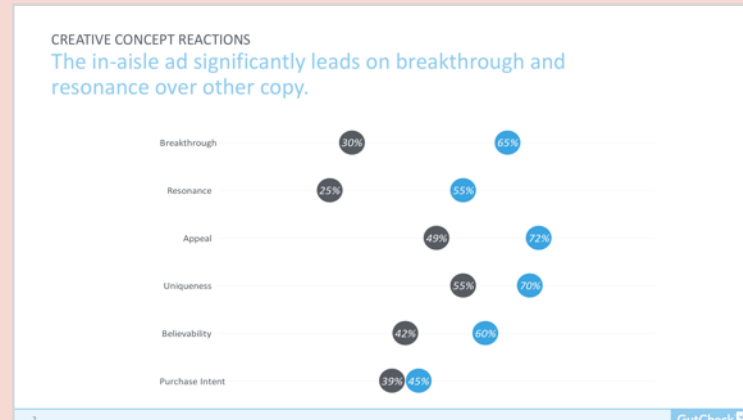 CREATIVE CONCEPT REACTIONS
The in-aisle ad significantly leads on breakthrough and
resonance over other copy.
Breakthrough 30% 65%
Resonance 25% 55%
Appeal 49% 72%
Uniqueness 55% 70%
Believability 42% 60%
Purchase Intent 39% 45%
GutCheck